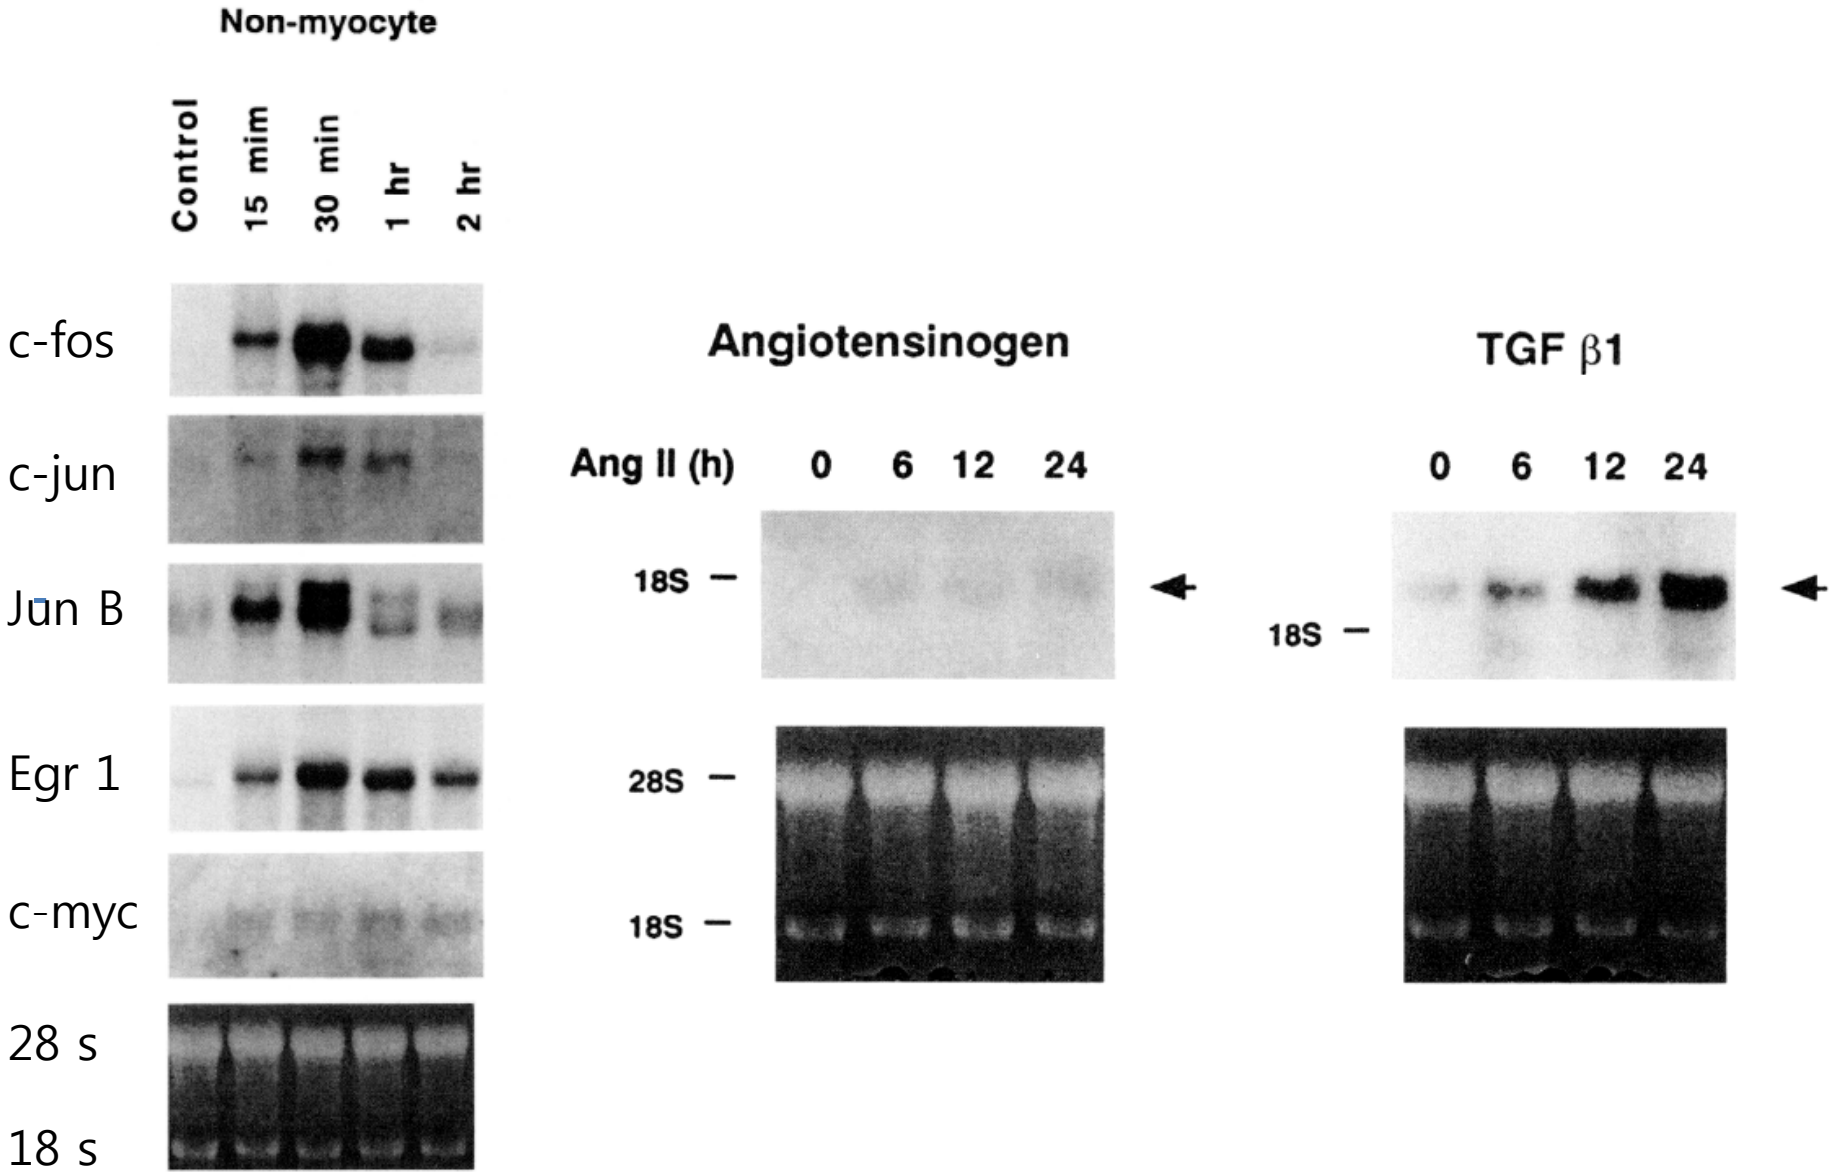 Non-myocyte
Control
15 mim
30 min
1 hr
2 hr
c-fos
c-jun
Jun B
Egr 1
c-myc
28 s
18 s
Angiotensinogen
Ang II (h) 0 6 12 24
18S
28S
18S
TGF β1
0 6 12 24
18S